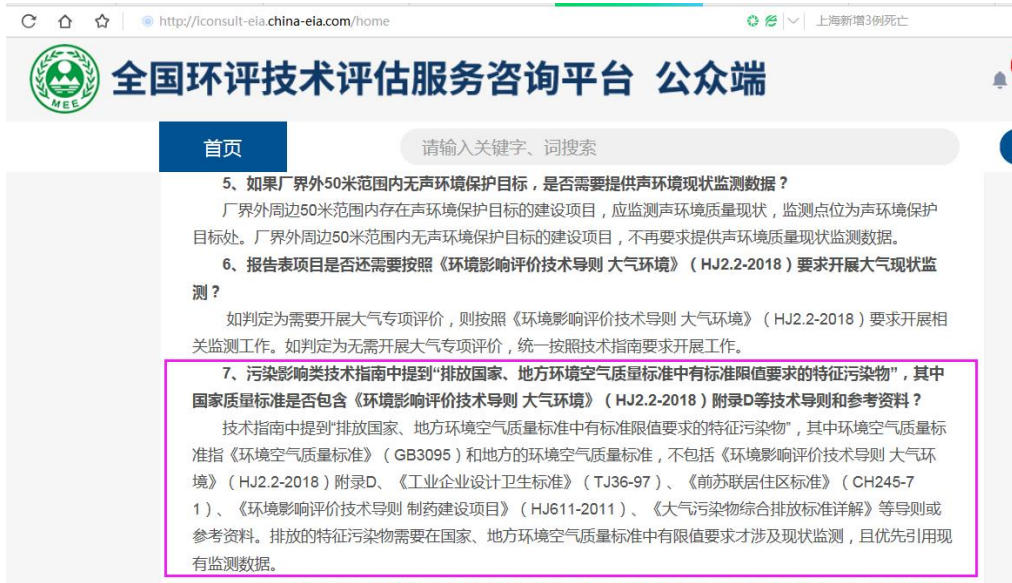 http://iconsult-eia.china-eia.com/home
上海新增3例死亡
MEE
全国环评技术评估服务咨询平台 公众端
首页
请输入关键字、词搜索
5、如果厂界外50米范围内无声环境保护目标，是否需要提供声环境现状监测数据？
厂界外周边50米范围内存在声环境保护目标的建设项目，应监测声环境质量现状，监测点位为声环境保护
目标处。厂界外周边50米范围内无声环境保护目标的建设项目，不再要求提供声环境质量现状监测数据。
6、报告表项目是否还需要按照《环境影响评价技术导则 大气环境》（HJ2.2-2018）要求开展大气现状监
测？
如判定为需要开展大气专项评价，则按照《环境影响评价技术导则 大气环境》（HJ2.2-2018）要求开展相
关监测工作。如判定为无需开展大气专项评价，统一按照技术指南要求开展工作。
7、污染影响类技术指南中提到“排放国家、地方环境空气质量标准中有标准限值要求的特征污染物”，其中
国家质量标准是否包含《环境影响评价技术导则 大气环境》（HJ2.2-2018）附录D等技术导则和参考资料？
技术指南中提到“排放国家、地方环境空气质量标准中有标准限值要求的特征污染物”，其中环境空气质量标
准指《环境空气质量标准》（GB3095）和地方的环境空气质量标准，不包括《环境影响评价技术导则 大气环
境》（HJ2.2-2018）附录D、《工业企业设计卫生标准》（TJ36-97）、《前苏联居住区标准》（CH245-7
1）、《环境影响评价技术导则 制药建设项目》（HJ611-2011）、《大气污染物综合排放标准详解》等导则或
参考资料。排放的特征污染物需要在国家、地方环境空气质量标准中有限值要求才涉及现状监测，且优先引用现
有监测数据。